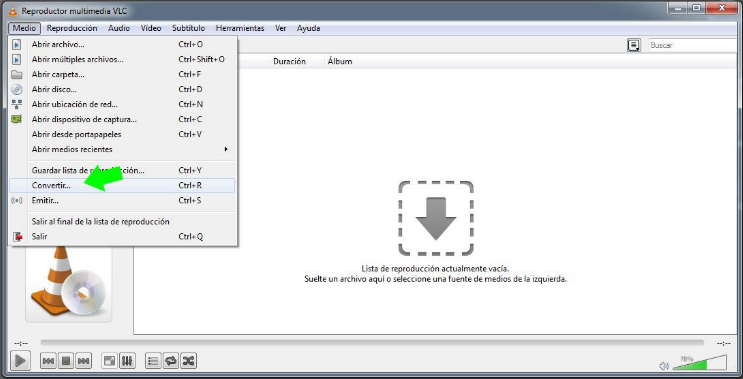 Reproductor multimedia VLC
Medio Reproducción Audio Vídeo Subtítulo Herramientas Ver Ayuda
Abrir archivo... Ctrl+O
Abrir múltiples archivos... Ctrl+Shift+O
Abrir carpeta... Ctrl+F
Abrir disco... Ctrl+D
Abrir ubicación de red... Ctrl+N
Abrir dispositivo de captura... Ctrl+C
Abrir desde portapapeles Ctrl+V
Abrir medios recientes
Guardar lista de reproducción... Ctrl+Y
Convertir... Ctrl+R
Emitir... Ctrl+S
Salir al final de la lista de reproducción
Salir Ctrl+Q
Buscar
Duración Álbum
Lista de reproducción actualmente vacía.
Suelte un archivo aquí o seleccione una fuente de medios de la izquierda.
--:-- --:--
78%